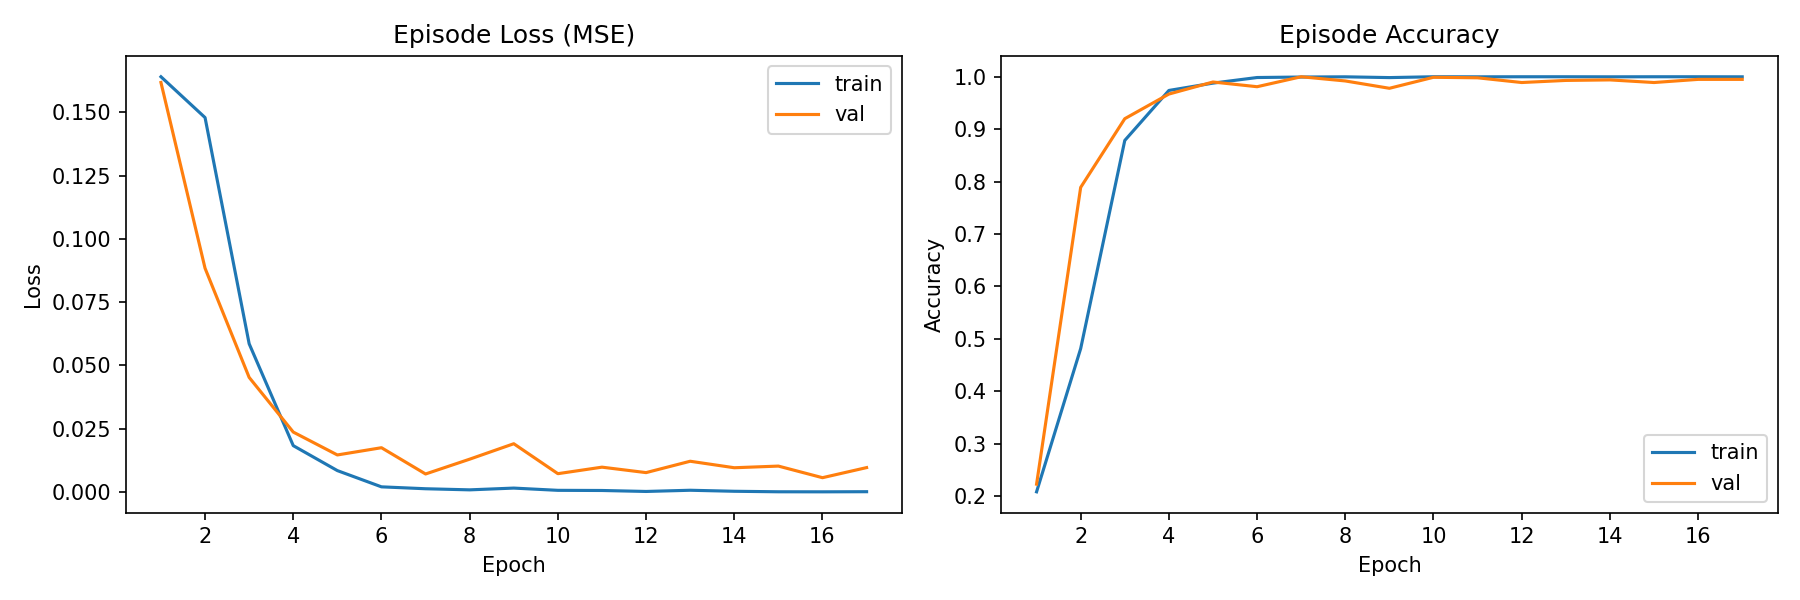 Episode Loss (MSE)
train
val
0.150
0.125
0.100
0.075
0.050
0.025
0.000
Loss
2 4 6 8 10 12 14 16
Epoch
Episode Accuracy
1.0
0.9
0.8
0.7
0.6
0.5
0.4
0.3
0.2
Accuracy
train
val
2 4 6 8 10 12 14 16
Epoch